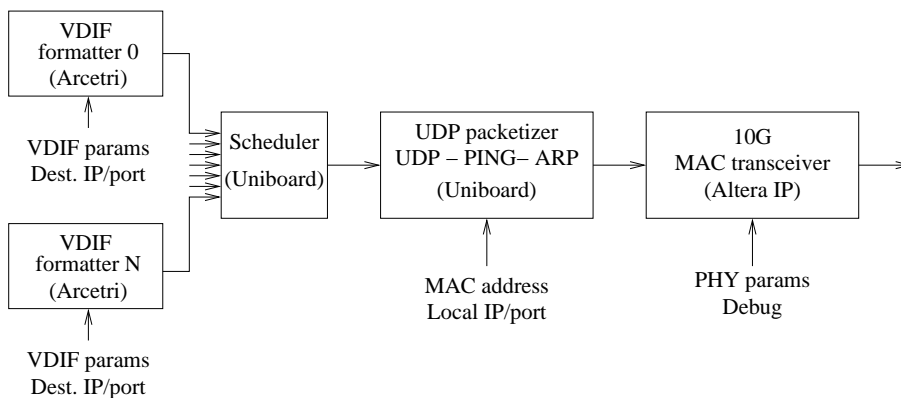 VDIF
formatter 0
(Arcetri)
VDIF params
Dest. IP/port
VDIF
formatter N
(Arcetri)
VDIF params
Dest. IP/port
Scheduler
(Uniboard)
UDP packetizer
UDP – PING– ARP
(Uniboard)
MAC address
Local IP/port
10G
MAC transceiver
(Altera IP)
PHY params
Debug